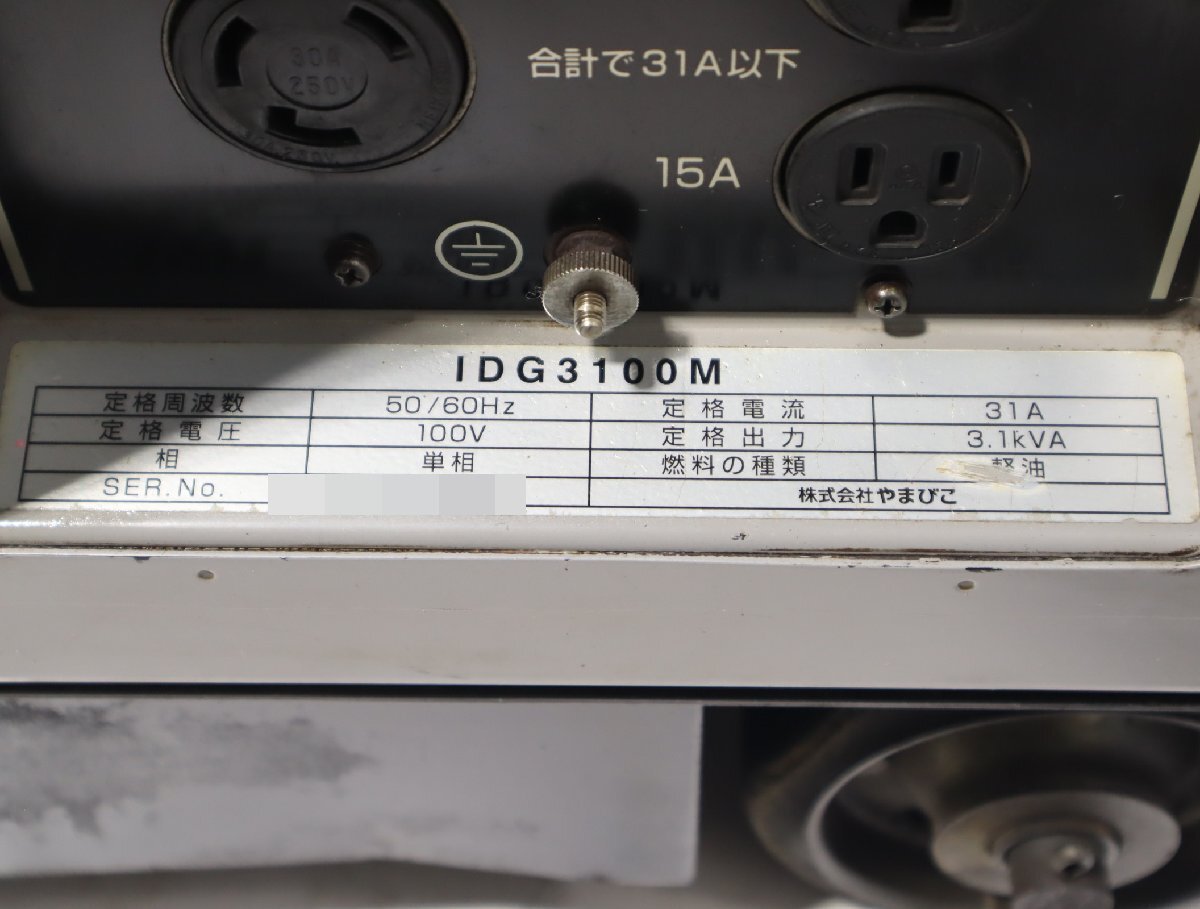 30A
250V
合計で31A以下
15A
IDG3100M
定格周波数 50/60Hz 定格電流 31A
定格電圧 100V 定格出力 3.1kVA
相 単相 燃料の種類 軽油
SER.No. 株式会社やまびこ